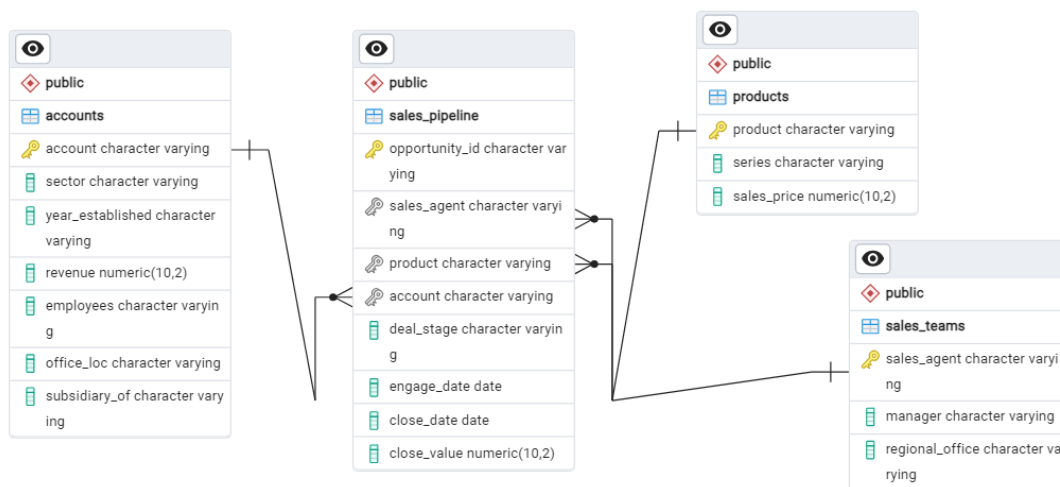 public
accounts
account character varying
sector character varying
year_established character
varying
revenue numeric(10,2)
employees character varyin
g
office_loc character varying
subsidiary_of character vary
ing
public
sales_pipeline
opportunity_id character var
ying
sales_agent character varyi
ng
product character varying
account character varying
deal_stage character varyin
g
engage_date date
close_date date
close_value numeric(10,2)
public
products
product character varying
series character varying
sales_price numeric(10,2)
public
sales_teams
sales_agent character varyi
ng
manager character varying
regional_office character va
rying